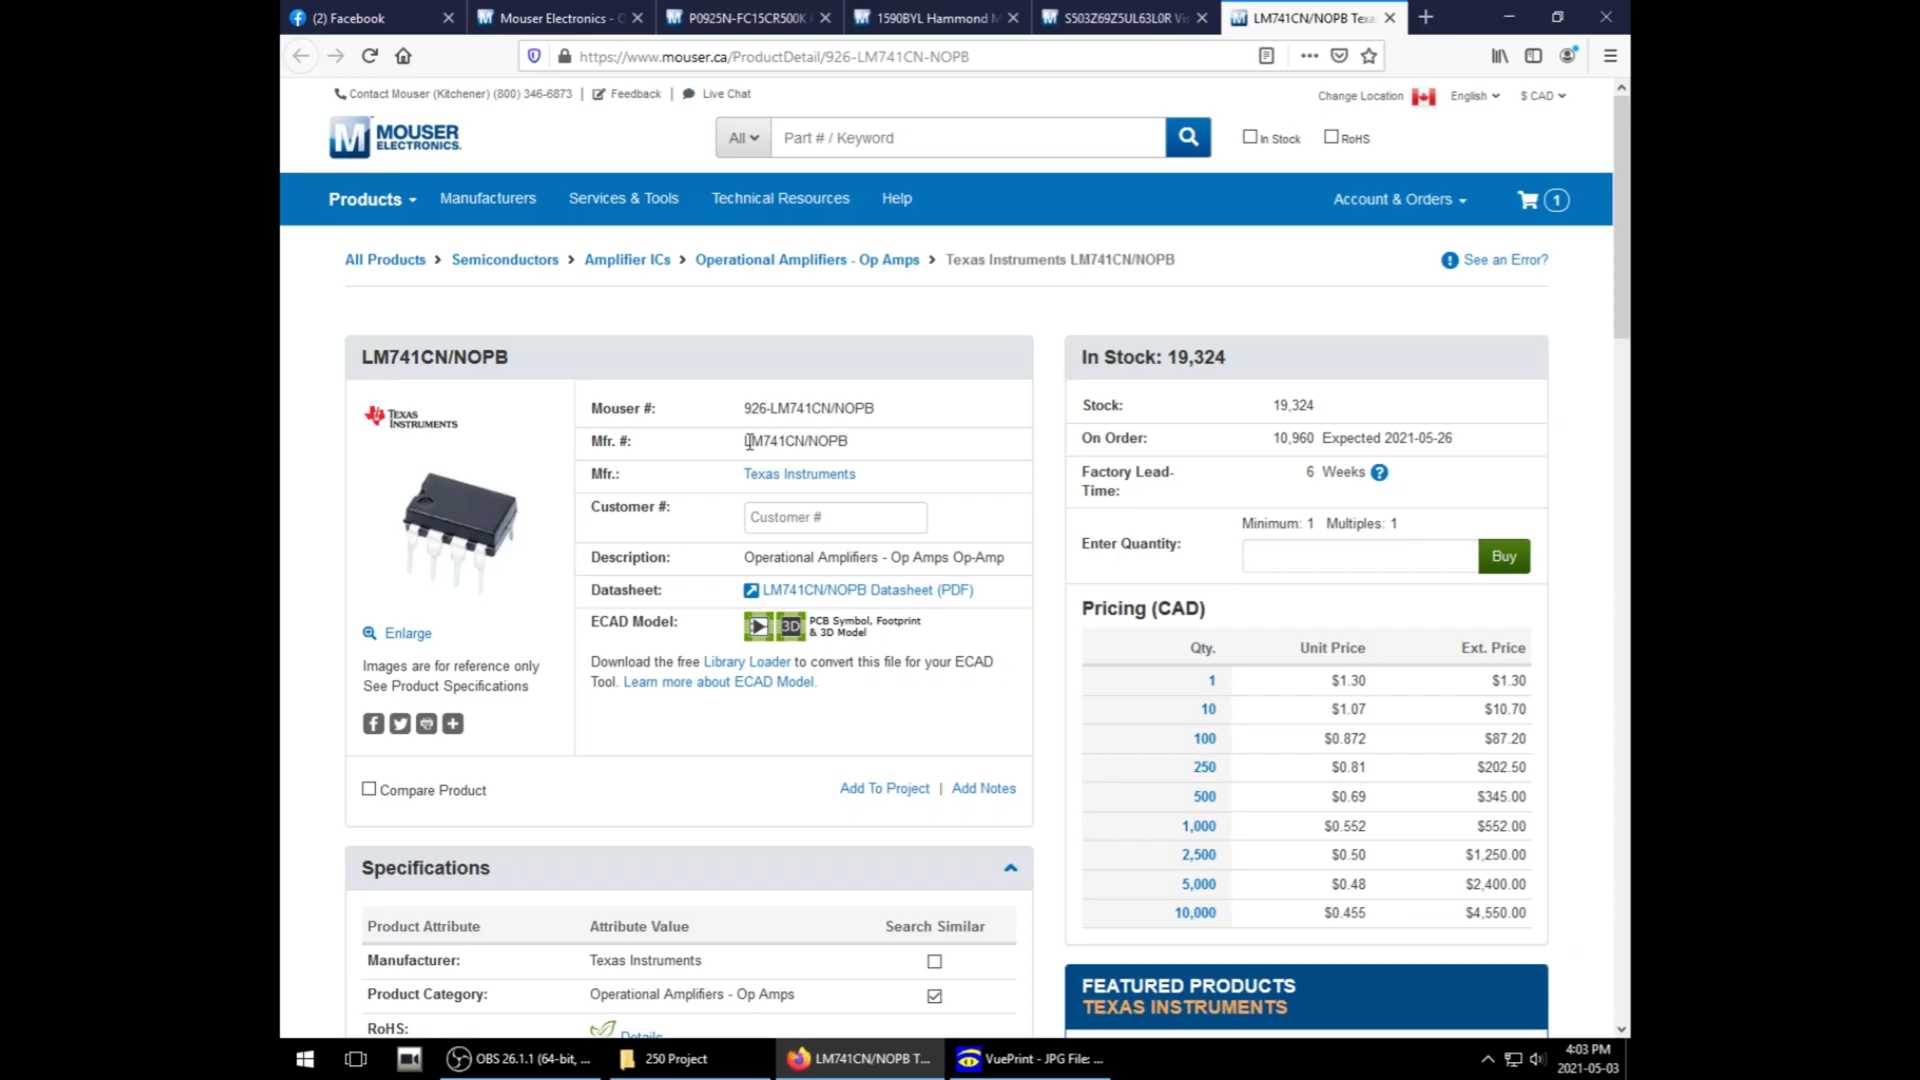 (2) Facebook
Mouser Electronics - C
P0925N-FC15CR500K
1590BYL Hammond M
S503Z69Z5UL63L0R Vis
LM741CN/NOPB Texa
https://www.mouser.ca/ProductDetail/926-LM741CN-NOPB
Contact Mouser (Kitchener) (800) 346-6873 | Feedback | Live Chat
Change Location English $ CAD
M MOUSER ELECTRONICS
All Part # / Keyword
In Stock RoHS
Products Manufacturers Services & Tools Technical Resources Help
Account & Orders 1
All Products > Semiconductors > Amplifier ICs > Operational Amplifiers - Op Amps > Texas Instruments LM741CN/NOPB
See an Error?
LM741CN/NOPB
TEXAS INSTRUMENTS
Enlarge
Images are for reference only
See Product Specifications
Mouser #: 926-LM741CN/NOPB
Mfr. #: LM741CN/NOPB
Mfr.: Texas Instruments
Customer #: Customer #
Description: Operational Amplifiers - Op Amps Op-Amp
Datasheet: LM741CN/NOPB Datasheet (PDF)
ECAD Model: 3D PCB Symbol, Footprint
& 3D Model
Download the free Library Loader to convert this file for your ECAD
Tool. Learn more about ECAD Model.
Compare Product
Add To Project | Add Notes
In Stock: 19,324
Stock: 19,324
On Order: 10,960 Expected 2021-05-26
Factory Lead-Time: 6 Weeks
Minimum: 1 Multiples: 1
Enter Quantity: Buy
Pricing (CAD)
Qty. Unit Price Ext. Price
1 $1.30 $1.30
10 $1.07 $10.70
100 $0.872 $87.20
250 $0.81 $202.50
500 $0.69 $345.00
1,000 $0.552 $552.00
2,500 $0.50 $1,250.00
5,000 $0.48 $2,400.00
10,000 $0.455 $4,550.00
Specifications
Product Attribute Attribute Value Search Similar
Manufacturer: Texas Instruments
Product Category: Operational Amplifiers - Op Amps
RoHS: Details
FEATURED PRODUCTS
TEXAS INSTRUMENTS
OBS 26.1.1 (64-bit, ...
250 Project
LM741CN/NOPB T...
VuePrint - JPG File: ...
4:03 PM
2021-05-03